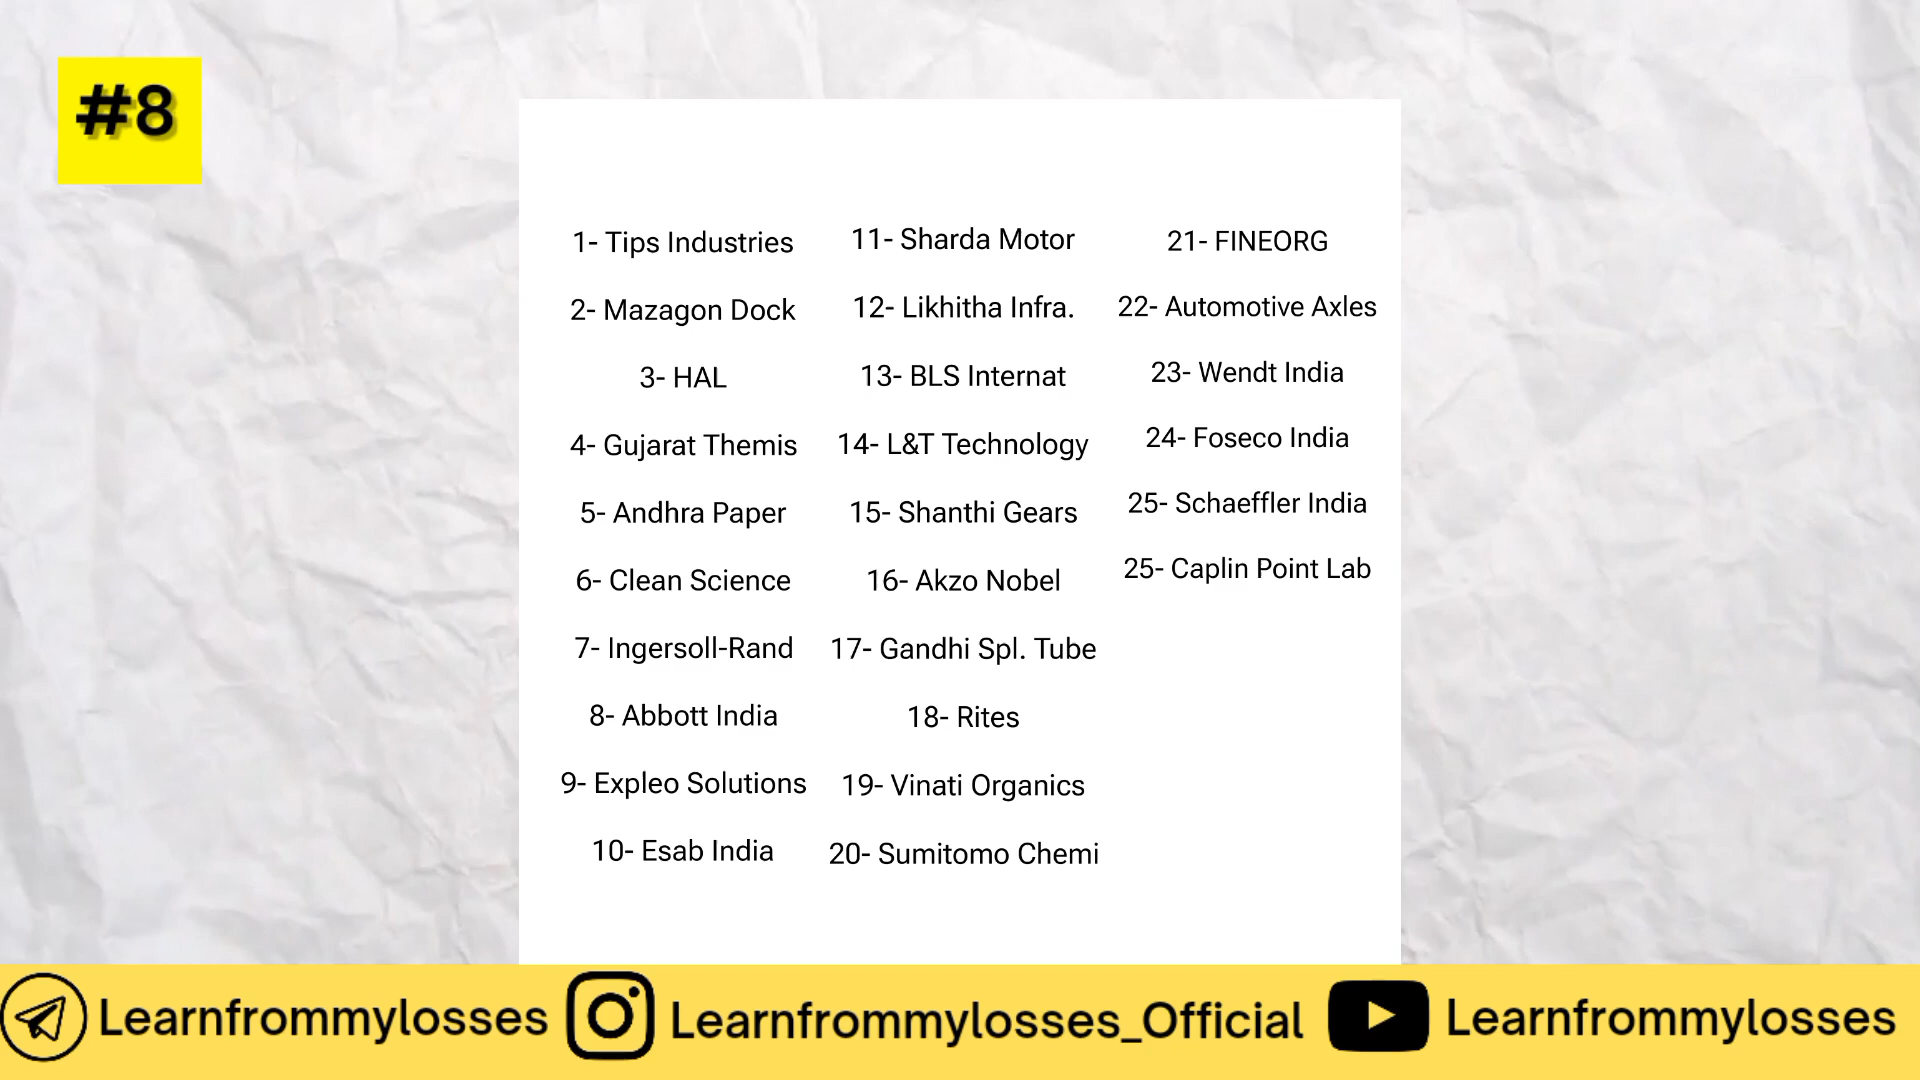 #8
1- Tips Industries
2- Mazagon Dock
3- HAL
4- Gujarat Themis
5- Andhra Paper
6- Clean Science
7- Ingersoll-Rand
8- Abbott India
9- Expleo Solutions
10- Esab India
11- Sharda Motor
12- Likhitha Infra.
13- BLS Internat
14- L&T Technology
15- Shanthi Gears
16- Akzo Nobel
17- Gandhi Spl. Tube
18- Rites
19- Vinati Organics
20- Sumitomo Chemi
21- FINEORG
22- Automotive Axles
23- Wendt India
24- Foseco India
25- Schaeffler India
25- Caplin Point Lab
Learnfrommylosses
Learnfrommylosses_Official
Learnfrommylosses